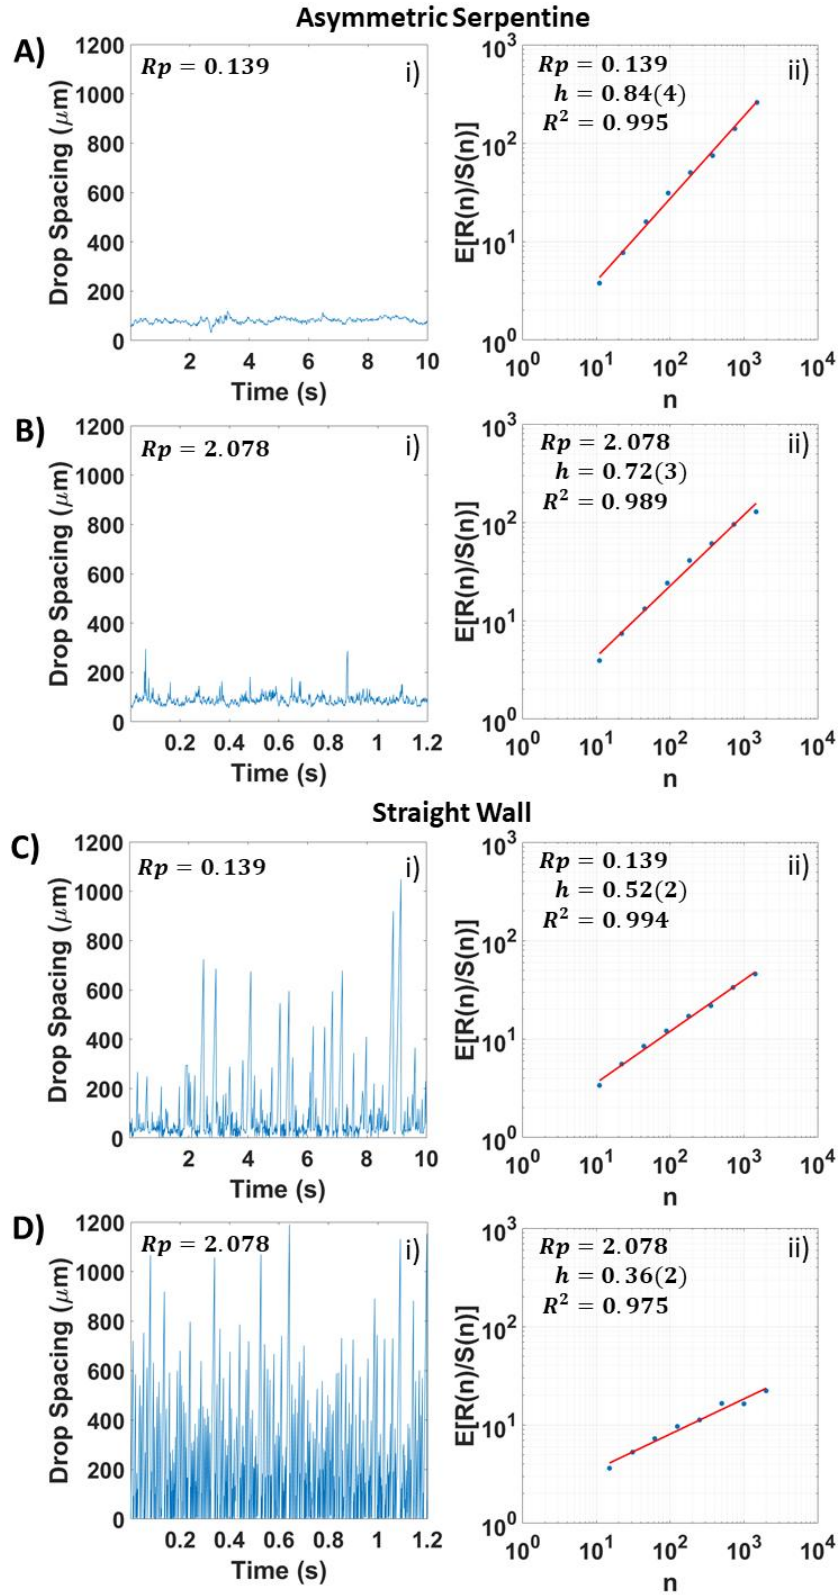 Asymmetric Serpentine
A)
Rp = 0.139
i)
Drop Spacing (μm)
1200
1000
800
600
400
200
0
2 4 6 8 10
Time (s)
Rp = 0.139
h = 0.84(4)
R² = 0.995
ii)
E[R(n)/S(n)]
10³
10²
10¹
10⁰
10⁰ 10¹ 10² 10³ 10⁴
n
B)
Rp = 2.078
i)
Drop Spacing (μm)
1200
1000
800
600
400
200
0
0.2 0.4 0.6 0.8 1 1.2
Time (s)
Rp = 2.078
h = 0.72(3)
R² = 0.989
ii)
E[R(n)/S(n)]
10³
10²
10¹
10⁰
10⁰ 10¹ 10² 10³ 10⁴
n
Straight Wall
C)
Rp = 0.139
i)
Drop Spacing (μm)
1200
1000
800
600
400
200
0
2 4 6 8 10
Time (s)
Rp = 0.139
h = 0.52(2)
R² = 0.994
ii)
E[R(n)/S(n)]
10³
10²
10¹
10⁰
10⁰ 10¹ 10² 10³ 10⁴
n
D)
Rp = 2.078
i)
Drop Spacing (μm)
1200
1000
800
600
400
200
0
0.2 0.4 0.6 0.8 1 1.2
Time (s)
Rp = 2.078
h = 0.36(2)
R² = 0.975
ii)
E[R(n)/S(n)]
10³
10²
10¹
10⁰
10⁰ 10¹ 10² 10³ 10⁴
n